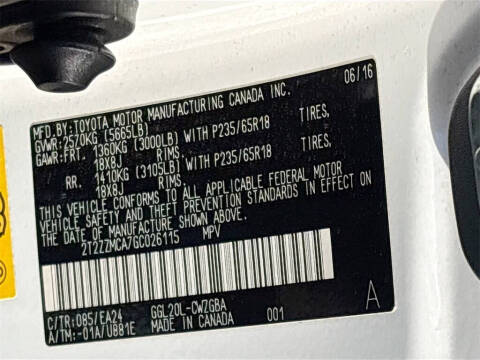 MFD.BY:TOYOTA MOTOR MANUFACTURING CANADA INC. 06/16
GVWR:2570KG (5665LB)
GAWR:FRT. 1360KG (3000LB) WITH P235/65R18 TIRES,
18X8J RIMS,
RR. 1410KG (3105LB) WITH P235/65R18 TIRES,
18X8J RIMS
THIS VEHICLE CONFORMS TO ALL APPLICABLE FEDERAL MOTOR
VEHICLE SAFETY AND THEFT PREVENTION STANDARDS IN EFFECT ON
THE DATE OF MANUFACTURE SHOWN ABOVE.
2T2ZZMCA7GC026115 MPV
C/TR:085/EA24 GGL20L-CWZGBA A
A/TM:-01A/U881E MADE IN CANADA 001